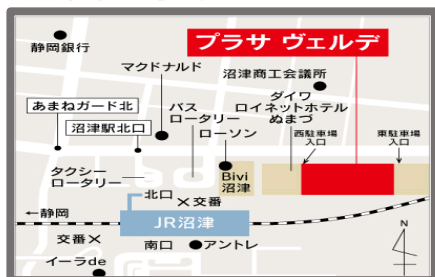 静岡銀行
プラサ ヴェルデ
マクドナルド
沼津商工会議所
あまねガード北
バス
ロータリー
ダイワ
ロイネットホテル
ぬまづ
沼津駅北口
ローソン
西駐車場
入口
東駐車場
入口
タクシー
ロータリー
Bivi
沼津
北口
交番
←静岡
JR沼津
N
交番
南口
アントレ
イーラde